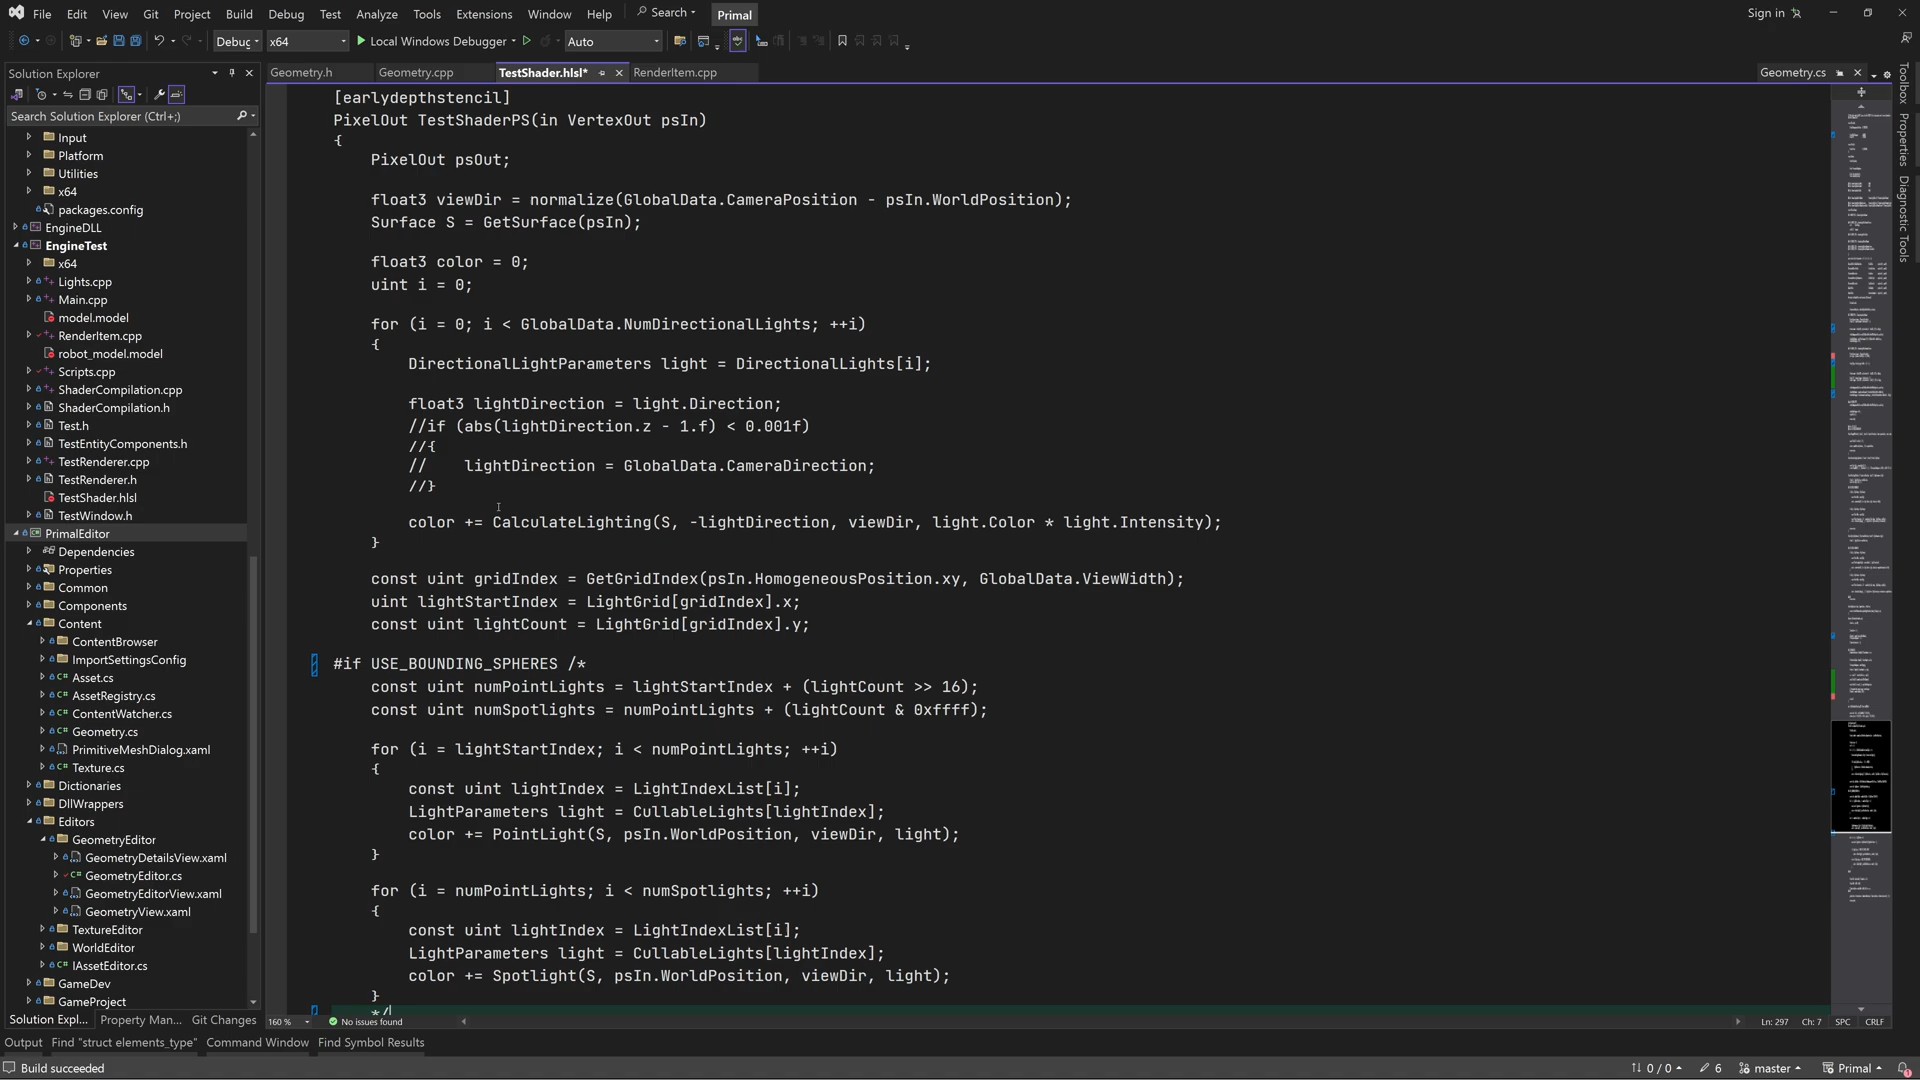 File Edit View Git Project Build Debug Test Analyze Tools Extensions Window Help Search Primal Sign in
Debug x64 Local Windows Debugger Auto
Solution Explorer
Search Solution Explorer (Ctrl+;)
Input
Platform
Utilities
x64
packages.config
EngineDLL
EngineTest
x64
Lights.cpp
Main.cpp
model.model
RenderItem.cpp
robot_model.model
Scripts.cpp
ShaderCompilation.cpp
ShaderCompilation.h
Test.h
TestEntityComponents.h
TestRenderer.cpp
TestRenderer.h
TestShader.hlsl
TestWindow.h
PrimalEditor
Dependencies
Properties
Common
Components
Content
ContentBrowser
ImportSettingsConfig
Asset.cs
AssetRegistry.cs
ContentWatcher.cs
Geometry.cs
PrimitiveMeshDialog.xaml
Texture.cs
Dictionaries
DllWrappers
Editors
GeometryEditor
GeometryDetailsView.xaml
GeometryEditor.cs
GeometryEditorView.xaml
GeometryView.xaml
TextureEditor
WorldEditor
IAssetEditor.cs
GameDev
GameProject
Solution Expl... Property Man... Git Changes
Geometry.h Geometry.cpp TestShader.hlsl* RenderItem.cpp Geometry.cs
[earlydepthstencil]
PixelOut TestShaderPS(in VertexOut psIn)
{
PixelOut psOut;
float3 viewDir = normalize(GlobalData.CameraPosition - psIn.WorldPosition);
Surface S = GetSurface(psIn);
float3 color = 0;
uint i = 0;
for (i = 0; i < GlobalData.NumDirectionalLights; ++i)
{
DirectionalLightParameters light = DirectionalLights[i];
float3 lightDirection = light.Direction;
//if (abs(lightDirection.z - 1.f) < 0.001f)
//{
//    lightDirection = GlobalData.CameraDirection;
//}
color += CalculateLighting(S, -lightDirection, viewDir, light.Color * light.Intensity);
}
const uint gridIndex = GetGridIndex(psIn.HomogeneousPosition.xy, GlobalData.ViewWidth);
uint lightStartIndex = LightGrid[gridIndex].x;
const uint lightCount = LightGrid[gridIndex].y;
#if USE_BOUNDING_SPHERES /*
const uint numPointLights = lightStartIndex + (lightCount >> 16);
const uint numSpotlights = numPointLights + (lightCount & 0xffff);
for (i = lightStartIndex; i < numPointLights; ++i)
{
const uint lightIndex = LightIndexList[i];
LightParameters light = CullableLights[lightIndex];
color += PointLight(S, psIn.WorldPosition, viewDir, light);
}
for (i = numPointLights; i < numSpotlights; ++i)
{
const uint lightIndex = LightIndexList[i];
LightParameters light = CullableLights[lightIndex];
color += Spotlight(S, psIn.WorldPosition, viewDir, light);
}
*/
160 % No issues found Ln: 297 Ch: 7 SPC CRLF
Toolbox
Properties
Diagnostic Tools
Output Find "struct elements_type" Command Window Find Symbol Results
Build succeeded 0 / 0 6 master Primal